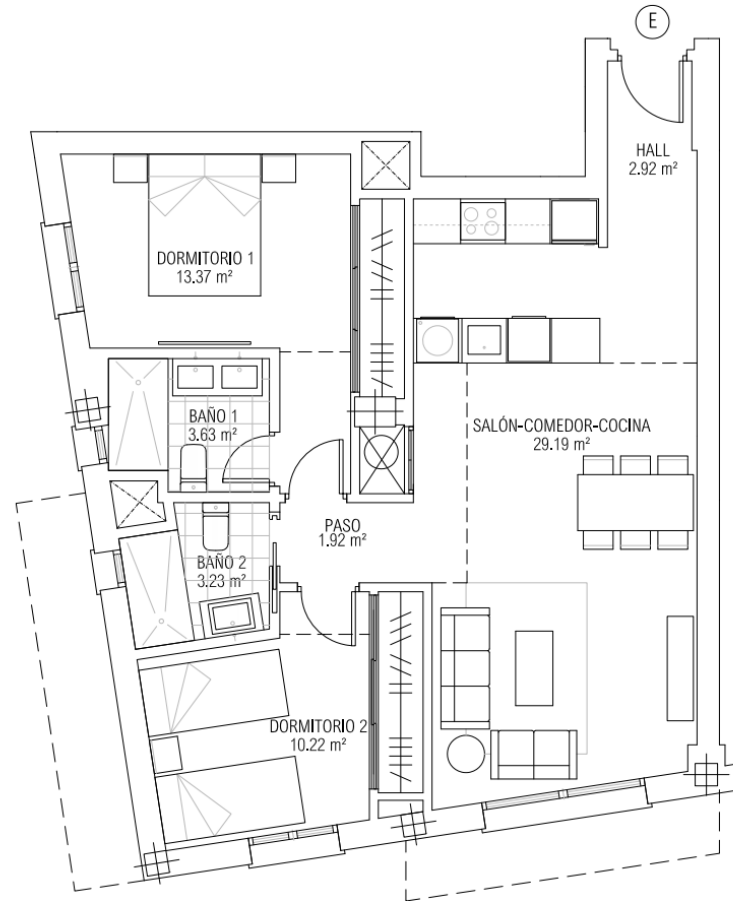 E
HALL
2.92 m²
DORMITORIO 1
13.37 m²
BAÑO 1
3.63 m²
SALÓN-COMEDOR-COCINA
29.19 m²
PASO
1.92 m²
BAÑO 2
3.23 m²
DORMITORIO 2
10.22 m²